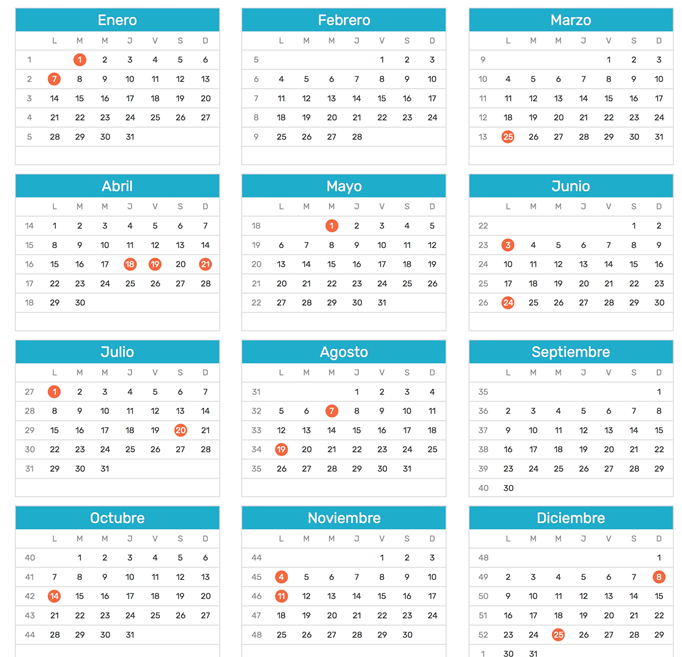 Enero Febrero Marzo
L M M J V S D L M M J V S D L M M J V S D
1 1 2 3 4 5 6 5 1 2 3 9 1 2 3
2 7 8 9 10 11 12 13 6 4 5 6 7 8 9 10 10 4 5 6 7 8 9 10
3 14 15 16 17 18 19 20 7 11 12 13 14 15 16 17 11 11 12 13 14 15 16 17
4 21 22 23 24 25 26 27 8 18 19 20 21 22 23 24 12 18 19 20 21 22 23 24
5 28 29 30 31 9 25 26 27 28 13 25 26 27 28 29 30 31
Abril Mayo Junio
L M M J V S D L M M J V S D L M M J V S D
14 1 2 3 4 5 6 7 18 1 2 3 4 5 22 1 2
15 8 9 10 11 12 13 14 19 6 7 8 9 10 11 12 23 3 4 5 6 7 8 9
16 15 16 17 18 19 20 21 20 13 14 15 16 17 18 19 24 10 11 12 13 14 15 16
17 22 23 24 25 26 27 28 21 20 21 22 23 24 25 26 25 17 18 19 20 21 22 23
18 29 30 22 27 28 29 30 31 26 24 25 26 27 28 29 30
Julio Agosto Septiembre
L M M J V S D L M M J V S D L M M J V S D
27 1 2 3 4 5 6 7 31 1 2 3 4 35 1
28 8 9 10 11 12 13 14 32 5 6 7 8 9 10 11 36 2 3 4 5 6 7 8
29 15 16 17 18 19 20 21 33 12 13 14 15 16 17 18 37 9 10 11 12 13 14 15
30 22 23 24 25 26 27 28 34 19 20 21 22 23 24 25 38 16 17 18 19 20 21 22
31 29 30 31 35 26 27 28 29 30 31 39 23 24 25 26 27 28 29
40 30
Octubre Noviembre Diciembre
L M M J V S D L M M J V S D L M M J V S D
40 1 2 3 4 5 6 44 1 2 3 48 1
41 7 8 9 10 11 12 13 45 4 5 6 7 8 9 10 49 2 3 4 5 6 7 8
42 14 15 16 17 18 19 20 46 11 12 13 14 15 16 17 50 9 10 11 12 13 14 15
43 21 22 23 24 25 26 27 47 18 19 20 21 22 23 24 51 16 17 18 19 20 21 22
44 28 29 30 31 48 25 26 27 28 29 30 52 23 24 25 26 27 28 29
1 30 31